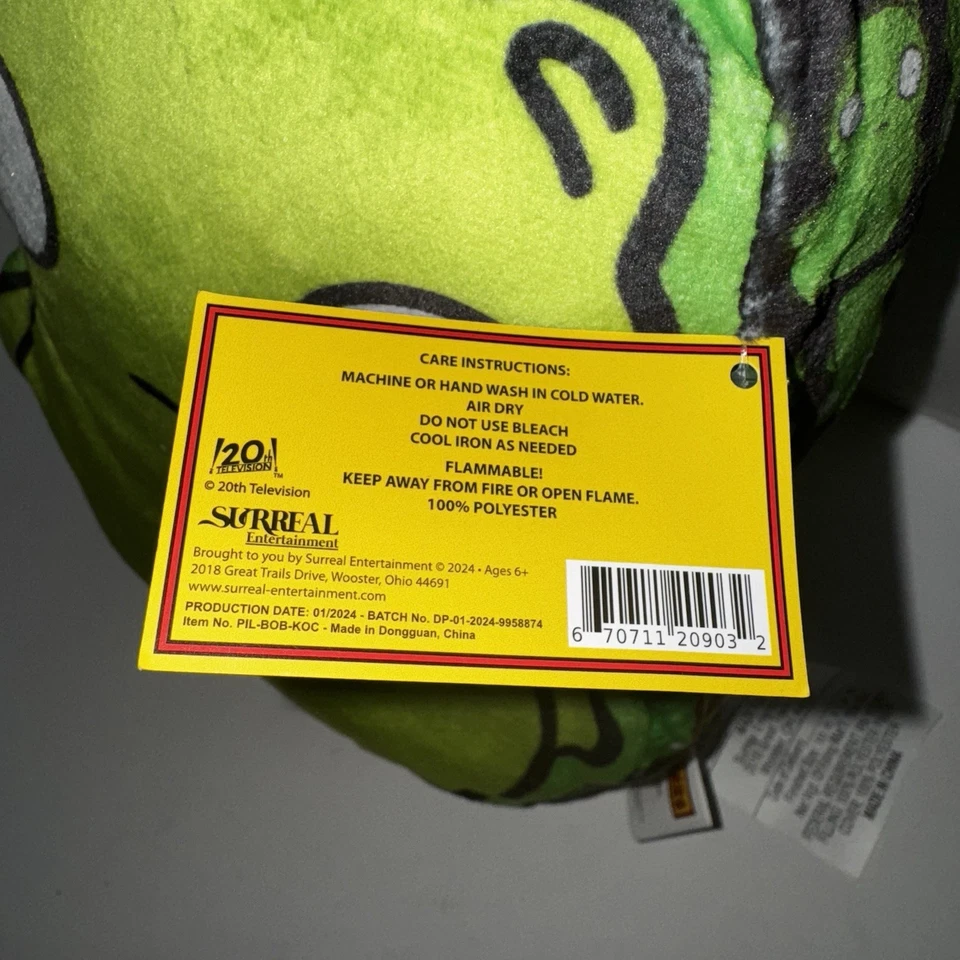 CARE INSTRUCTIONS:
MACHINE OR HAND WASH IN COLD WATER.
AIR DRY
DO NOT USE BLEACH
COOL IRON AS NEEDED
FLAMMABLE!
KEEP AWAY FROM FIRE OR OPEN FLAME.
100% POLYESTER
20th
TELEVISION™
© 20th Television
SURREAL
Entertainment
Brought to you by Surreal Entertainment © 2024 • Ages 6+
2018 Great Trails Drive, Wooster, Ohio 44691
www.surreal-entertainment.com
PRODUCTION DATE: 01/2024 - BATCH No. DP-01-2024-9958874
Item No. PIL-BOB-KOC - Made in Dongguan, China
6 70711 20903 2